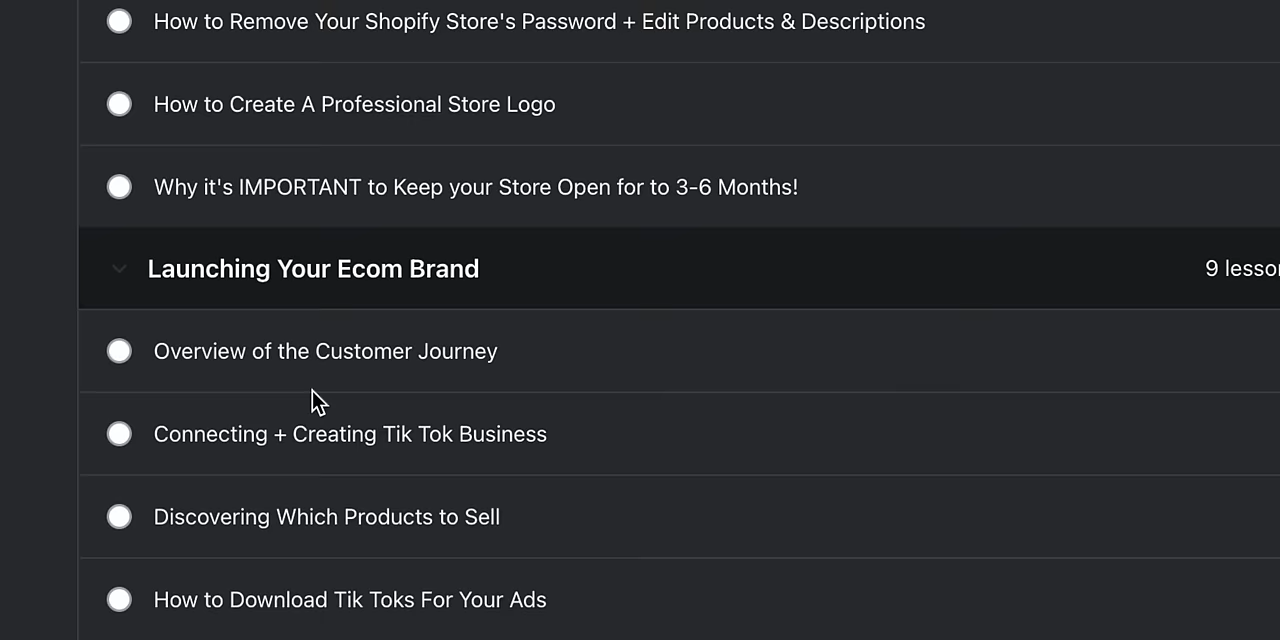 How to Remove Your Shopify Store's Password + Edit Products & Descriptions
How to Create A Professional Store Logo
Why it's IMPORTANT to Keep your Store Open for to 3-6 Months!
Launching Your Ecom Brand
9 lesso
Overview of the Customer Journey
Connecting + Creating Tik Tok Business
Discovering Which Products to Sell
How to Download Tik Toks For Your Ads